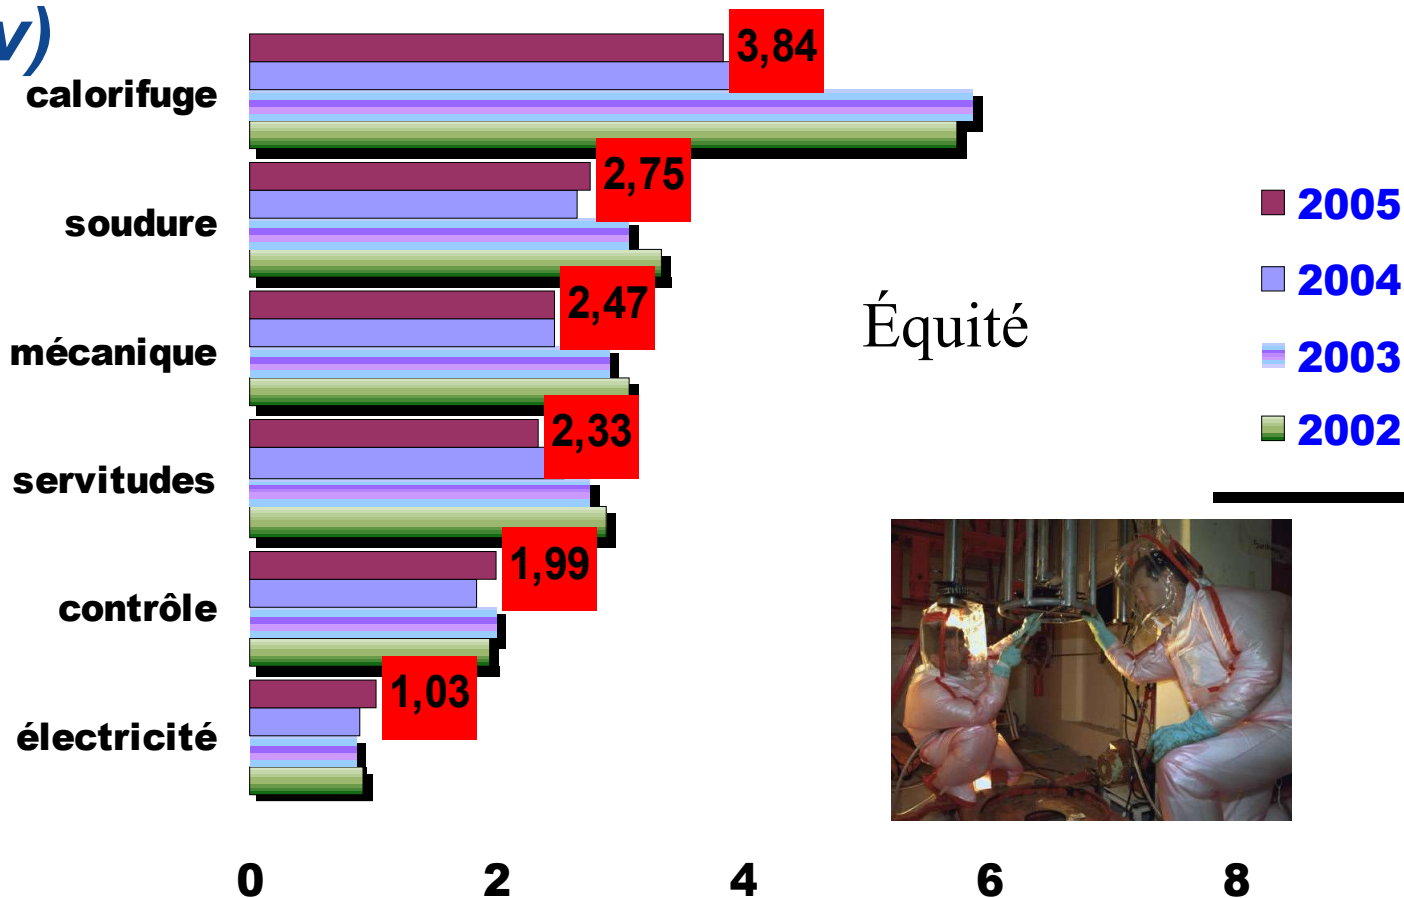 v)
calorifuge
3,84
soudure
2,75
mécanique
2,47
servitudes
2,33
contrôle
1,99
électricité
1,03
Équité
2005
2004
2003
2002
0 2 4 6 8